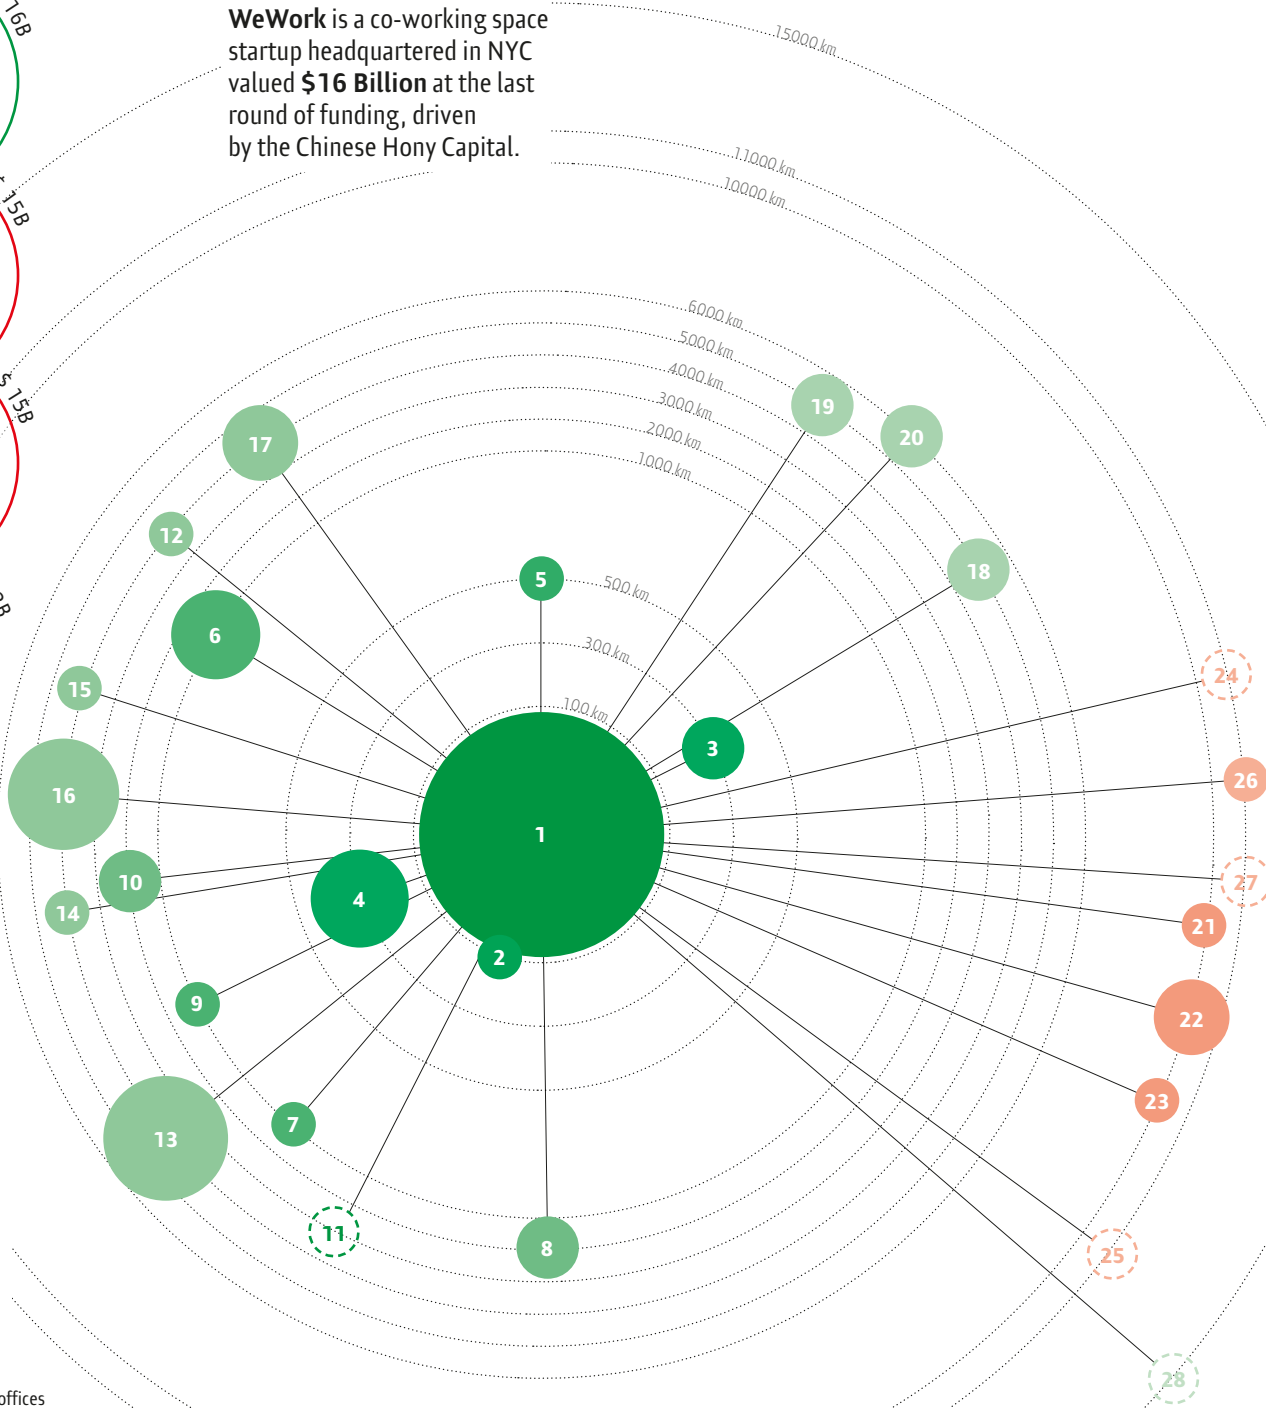 WeWork is a co-working space
startup headquartered in NYC
valued $16 Billion at the last
round of funding, driven
by the Chinese Hony Capital.
16B
15B
$ 15B
15000 km
11000 km
10000 km
6000 km
5000 km
4000 km
3000 km
2000 km
1000 km
500 km
300 km
100 km
19
20
17
12
5
18
6
24
15
3
26
16
1
10
27
4
14
21
2
9
22
23
7
13
11
8
25
28
offices